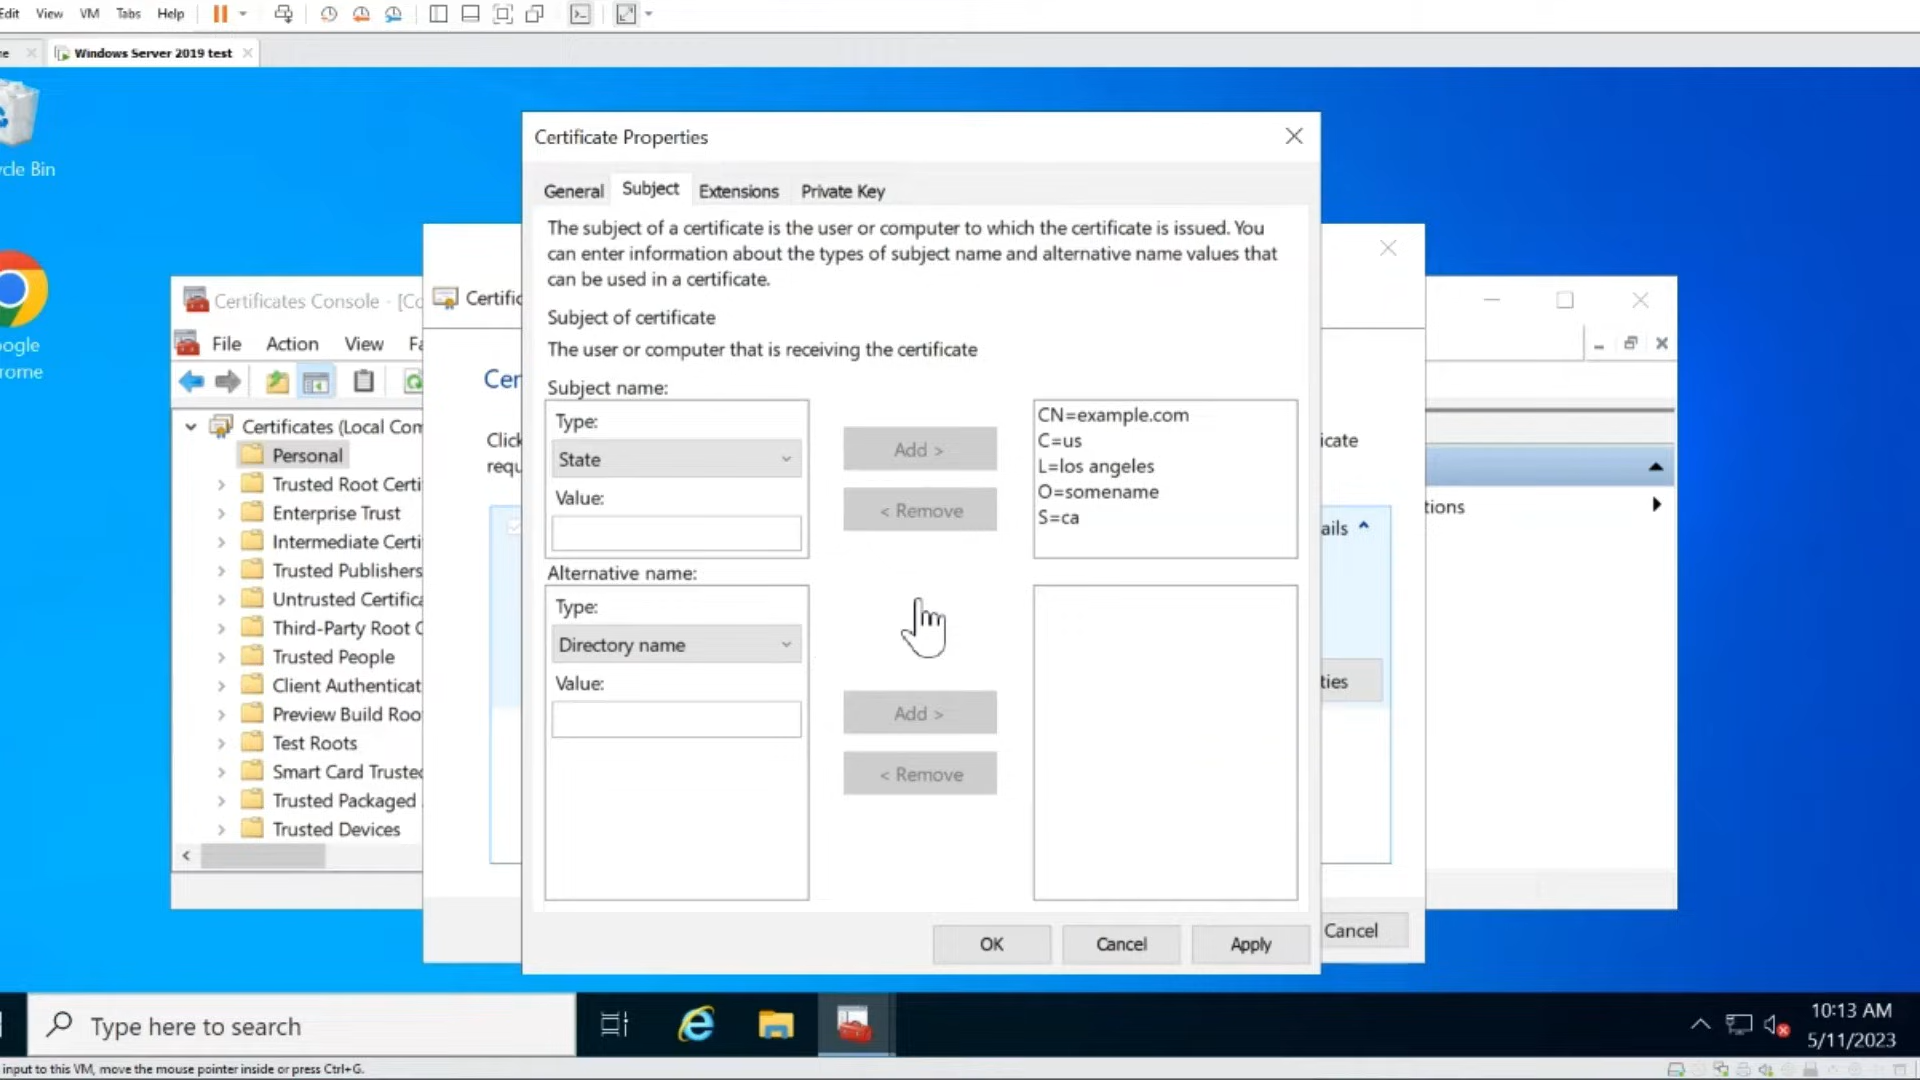 Edit View VM Tabs Help
Windows Server 2019 test
Certificate Properties
General Subject Extensions Private Key
The subject of a certificate is the user or computer to which the certificate is issued. You
can enter information about the types of subject name and alternative name values that
can be used in a certificate.
Subject of certificate
The user or computer that is receiving the certificate
Subject name:
Type:
State
Value:
Add >
< Remove
CN=example.com
C=us
L=los angeles
O=somename
S=ca
Alternative name:
Type:
Directory name
Value:
Add >
< Remove
OK Cancel Apply
cle Bin
ogle
rome
Certificates Console - [Co
File Action View Fa
Certificates (Local Com
Personal
Trusted Root Certi
Enterprise Trust
Intermediate Certi
Trusted Publishers
Untrusted Certifica
Third-Party Root C
Trusted People
Client Authenticat
Preview Build Roo
Test Roots
Smart Card Trusted
Trusted Packaged
Trusted Devices
Certific
Cer
Click
requ
icate
ails
ties
Cancel
tions
Type here to search
10:13 AM
5/11/2023
input to this VM, move the mouse pointer inside or press Ctrl+G.